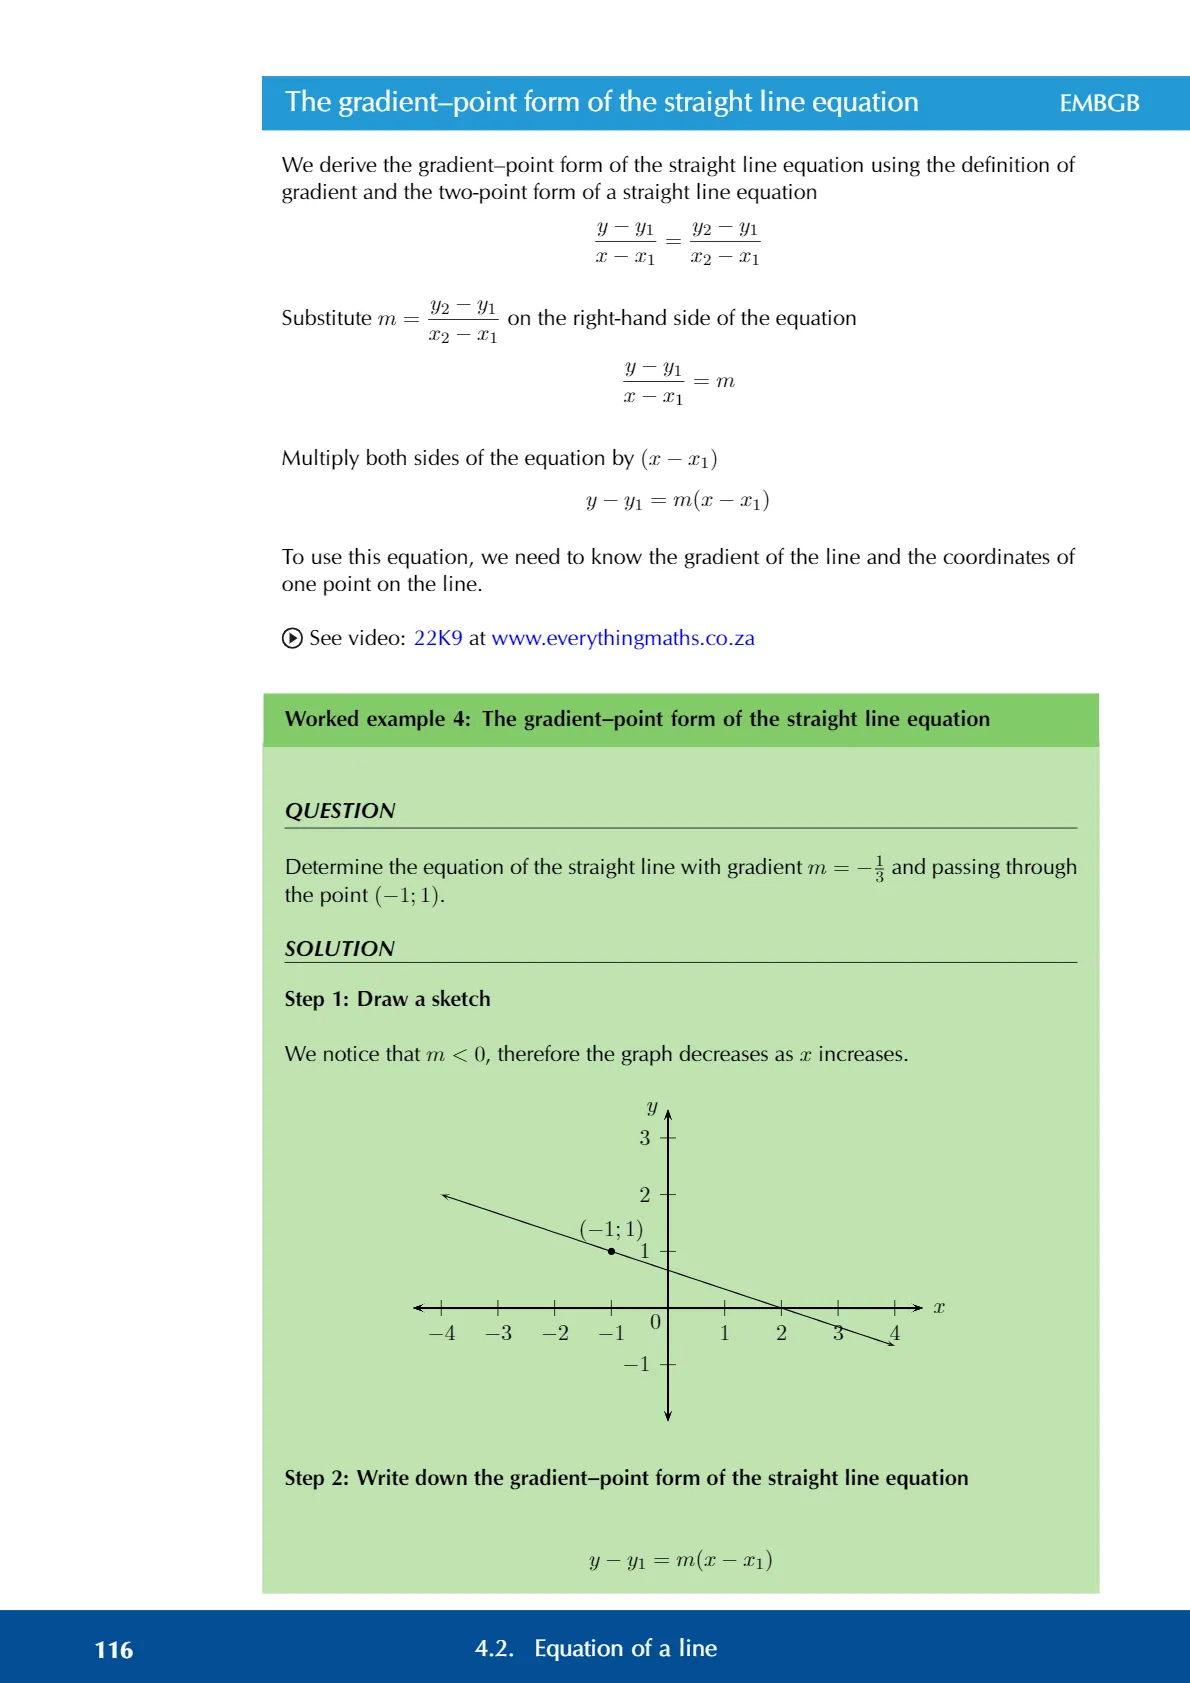 The gradient–point form of the straight line equation EMBGB
We derive the gradient–point form of the straight line equation using the definition of
gradient and the two-point form of a straight line equation
\frac{y − y_1}{x − x_1} = \frac{y_2 − y_1}{x_2 − x_1}
Substitute m = \frac{y_2 − y_1}{x_2 − x_1} on the right-hand side of the equation
\frac{y − y_1}{x − x_1} = m
Multiply both sides of the equation by (x − x_1)
y − y_1 = m(x − x_1)
To use this equation, we need to know the gradient of the line and the coordinates of
one point on the line.
See video: 22K9 at www.everythingmaths.co.za
Worked example 4: The gradient–point form of the straight line equation
QUESTION
Determine the equation of the straight line with gradient m = −\frac{1}{3} and passing through
the point (−1; 1).
SOLUTION
Step 1: Draw a sketch
We notice that m < 0, therefore the graph decreases as x increases.
y
3
2
(−1; 1)
1
x
0
−4 −3 −2 −1 1 2 3 4
−1
Step 2: Write down the gradient–point form of the straight line equation
y − y_1 = m(x − x_1)
116 4.2. Equation of a line